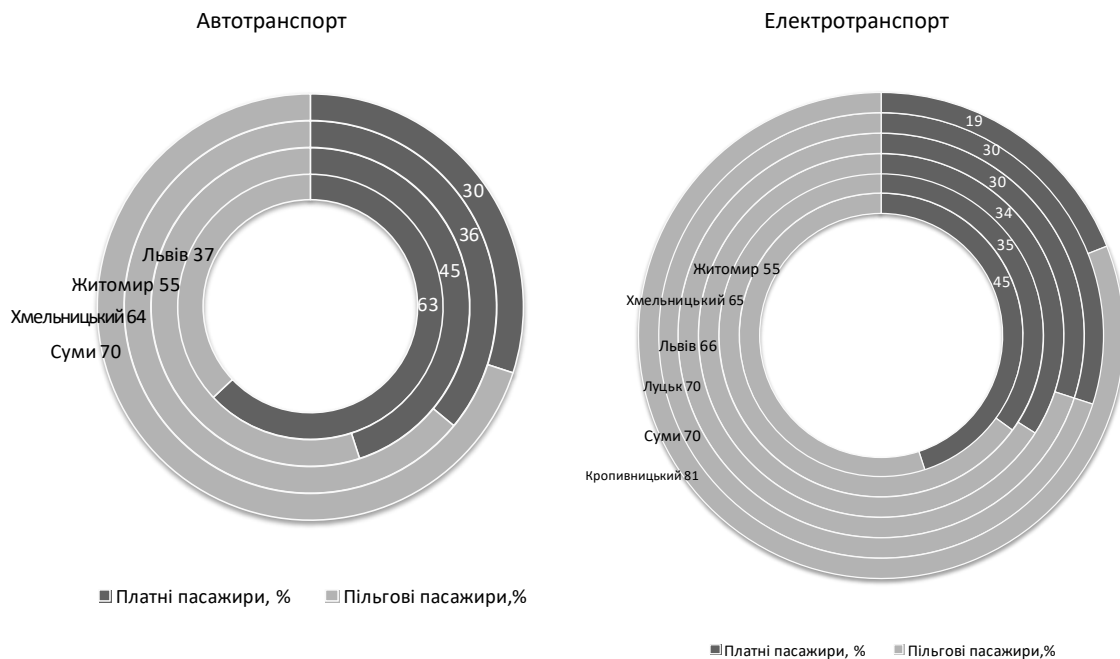 Автотранспорт
30
36
45
63
Львів 37
Житомир 55
Хмельницький 64
Суми 70
Платні пасажири, %
Пільгові пасажири,%
Електротранспорт
19
30
30
34
35
45
Житомир 55
Хмельницький 65
Львів 66
Луцьк 70
Суми 70
Кропивницький 81
Платні пасажири, %
Пільгові пасажири,%